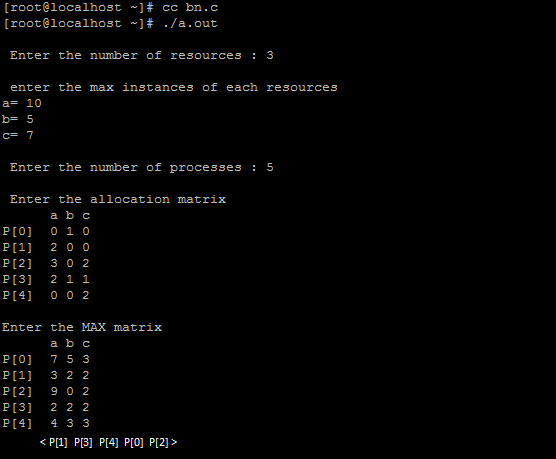 [root@localhost ~]# cc bn.c
[root@localhost ~]# ./a.out
Enter the number of resources : 3
enter the max instances of each resources
a= 10
b= 5
c= 7
Enter the number of processes : 5
Enter the allocation matrix
a b c
P[0] 0 1 0
P[1] 2 0 0
P[2] 3 0 2
P[3] 2 1 1
P[4] 0 0 2
Enter the MAX matrix
a b c
P[0] 7 5 3
P[1] 3 2 2
P[2] 9 0 2
P[3] 2 2 2
P[4] 4 3 3
< P[1] P[3] P[4] P[0] P[2] >